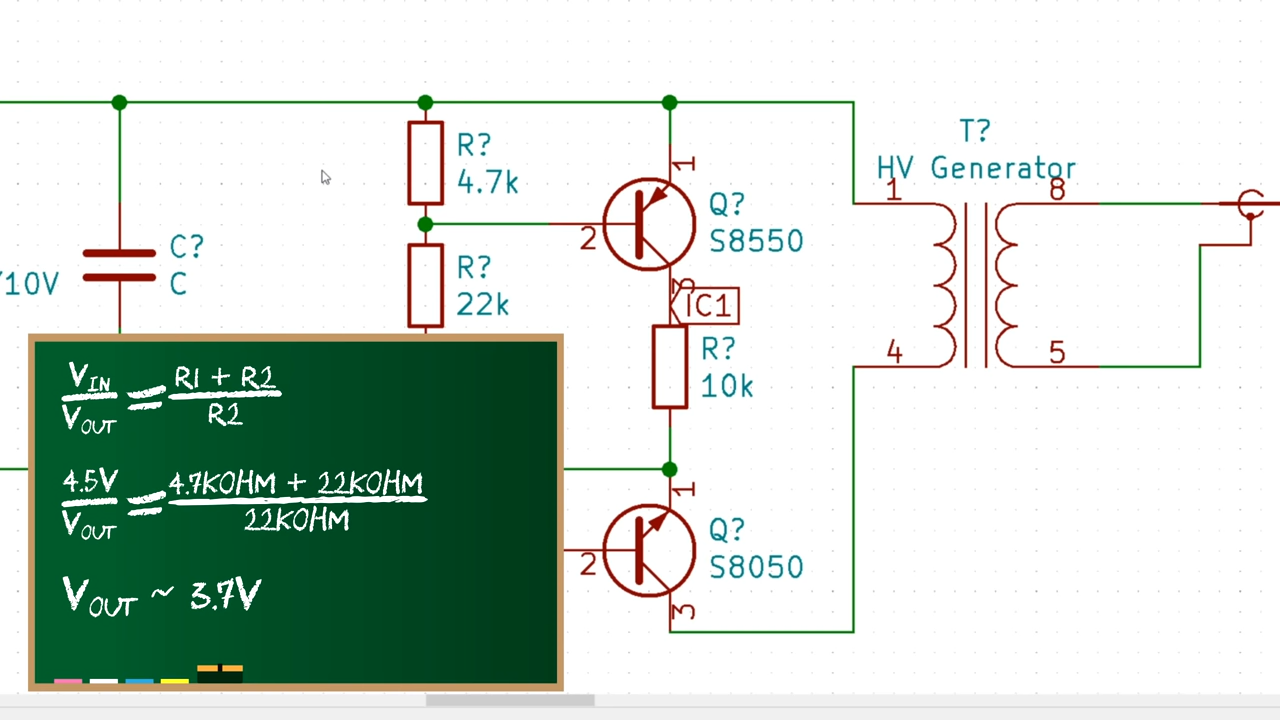 T?
HV Generator
1
8
4
5
R?
4.7k
1
2
Q?
S8550
C?
C
/10V
R?
22k
3
IC1
R?
10k
1
2
Q?
S8050
3
VIN
VOUT
=
R1 + R2
R2
4.5V
VOUT
=
4.7KOHM + 22KOHM
22KOHM
VOUT ~ 3.7V